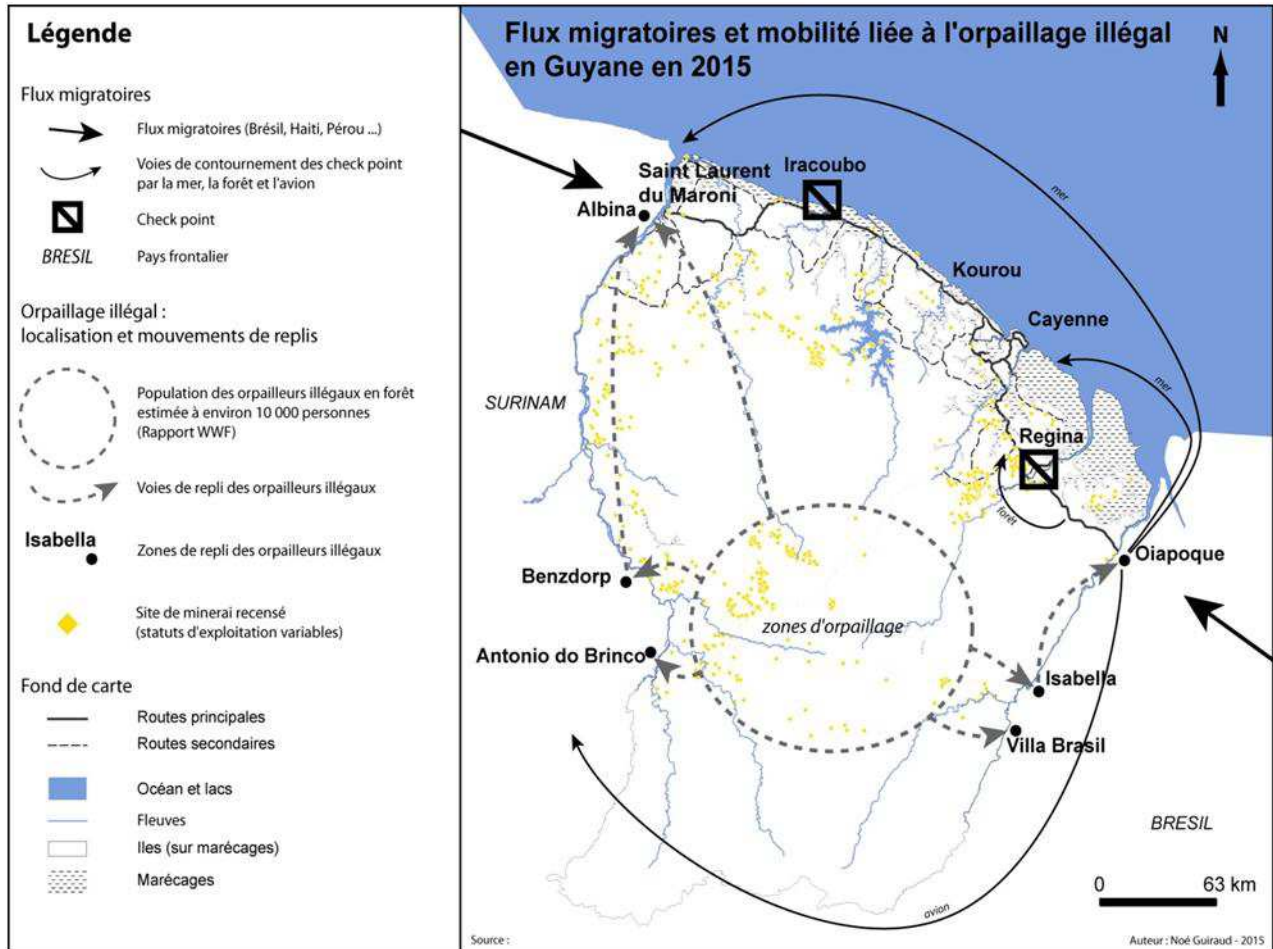 Légende
Flux migratoires
Flux migratoires (Brésil, Haiti, Pérou ...)
Voies de contournement des check point
par la mer, la forêt et l'avion
Check point
BRESIL
Pays frontalier
Orpaillage illégal :
localisation et mouvements de replis
Population des orpailleurs illégaux en forêt
estimée à environ 10 000 personnes
(Rapport WWF)
Voies de repli des orpailleurs illégaux
Isabella
Zones de repli des orpailleurs illégaux
Site de minerai recensé
(statuts d'exploitation variables)
Fond de carte
Routes principales
Routes secondaires
Océan et lacs
Fleuves
Iles (sur marécages)
Marécages
Flux migratoires et mobilité liée à l'orpaillage illégal
en Guyane en 2015
N
mer
Iracoubo
Saint Laurent
du Maroni
Albina
Kourou
Cayenne
mer
SURINAM
Regina
forêt
Oiapoque
Benzdorp
zones d'orpaillage
Antonio do Brinco
Isabella
Villa Brasil
BRESIL
0 63 km
avion
Source :
Auteur : Noé Guiraud - 2015